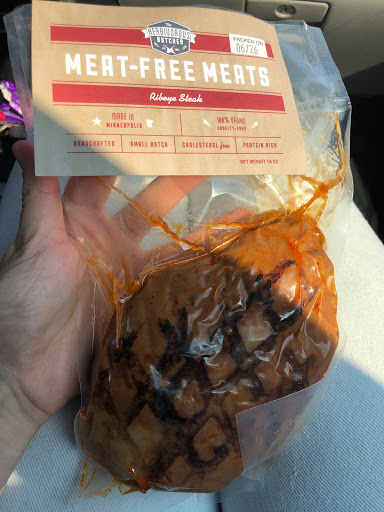 The
HERBIVOROUS
BUTCHER
PACKED ON
06/26
MEAT-FREE MEATS
Ribeye Steak
MADE IN
MINNEAPOLIS
100% VEGAN
CRUELTY-FREE
HANDCRAFTED
SMALL BATCH
CHOLESTEROL free
PROTEIN RICH
NET WEIGHT 14 OZ